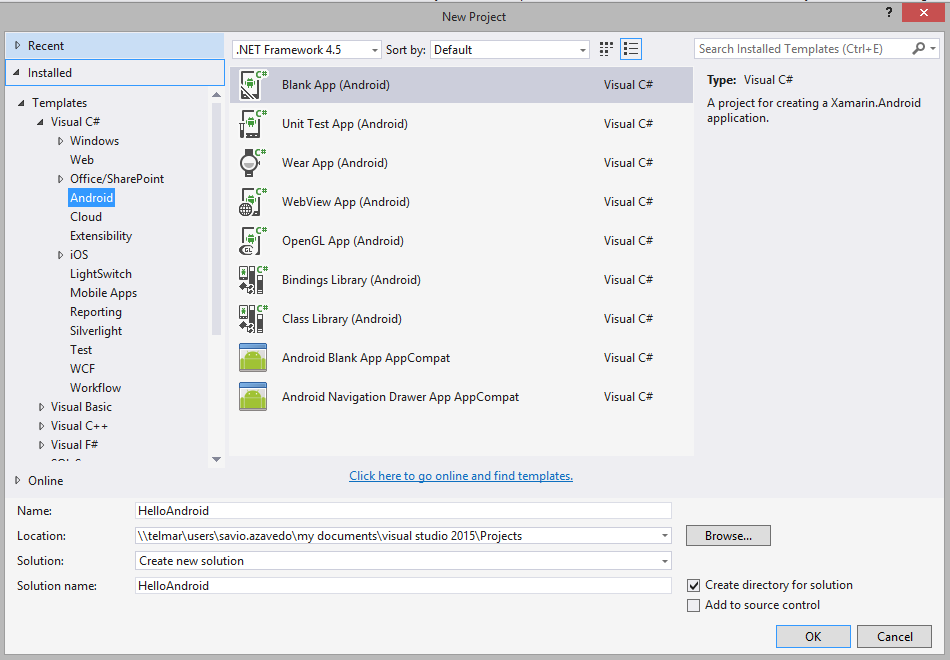 New Project
?
Recent
.NET Framework 4.5
Sort by:
Default
Search Installed Templates (Ctrl+E)
Installed
Templates
Visual C#
Windows
Web
Office/SharePoint
Android
Cloud
Extensibility
iOS
LightSwitch
Mobile Apps
Reporting
Silverlight
Test
WCF
Workflow
Visual Basic
Visual C++
Visual F#
Online
Blank App (Android) Visual C#
Unit Test App (Android) Visual C#
Wear App (Android) Visual C#
WebView App (Android) Visual C#
OpenGL App (Android) Visual C#
Bindings Library (Android) Visual C#
Class Library (Android) Visual C#
Android Blank App AppCompat Visual C#
Android Navigation Drawer App AppCompat Visual C#
Click here to go online and find templates.
Type: Visual C#
A project for creating a Xamarin.Android
application.
Name: HelloAndroid
Location: \\telmar\users\savio.azavedo\my documents\visual studio 2015\Projects
Browse...
Solution: Create new solution
Solution name: HelloAndroid
Create directory for solution
Add to source control
OK
Cancel